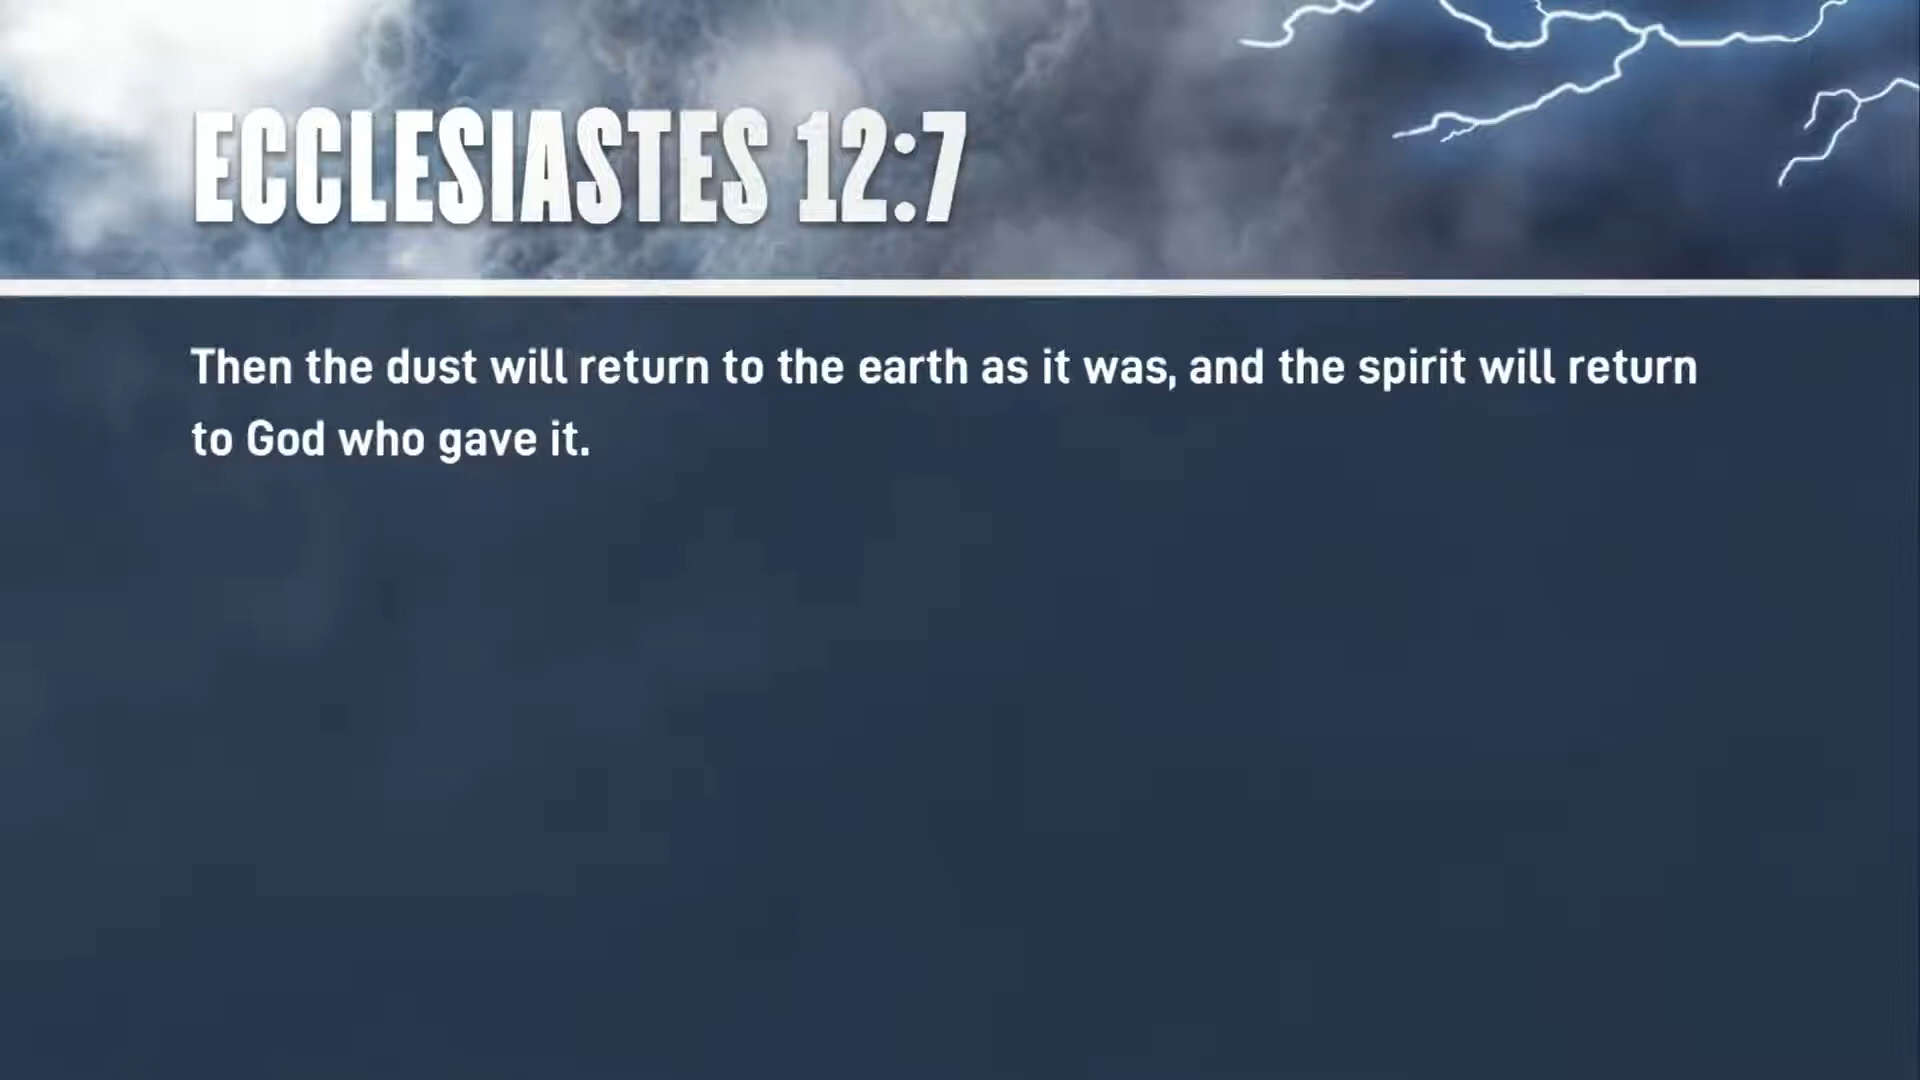 ECCLESIASTES 12:7
Then the dust will return to the earth as it was, and the spirit will return
to God who gave it.